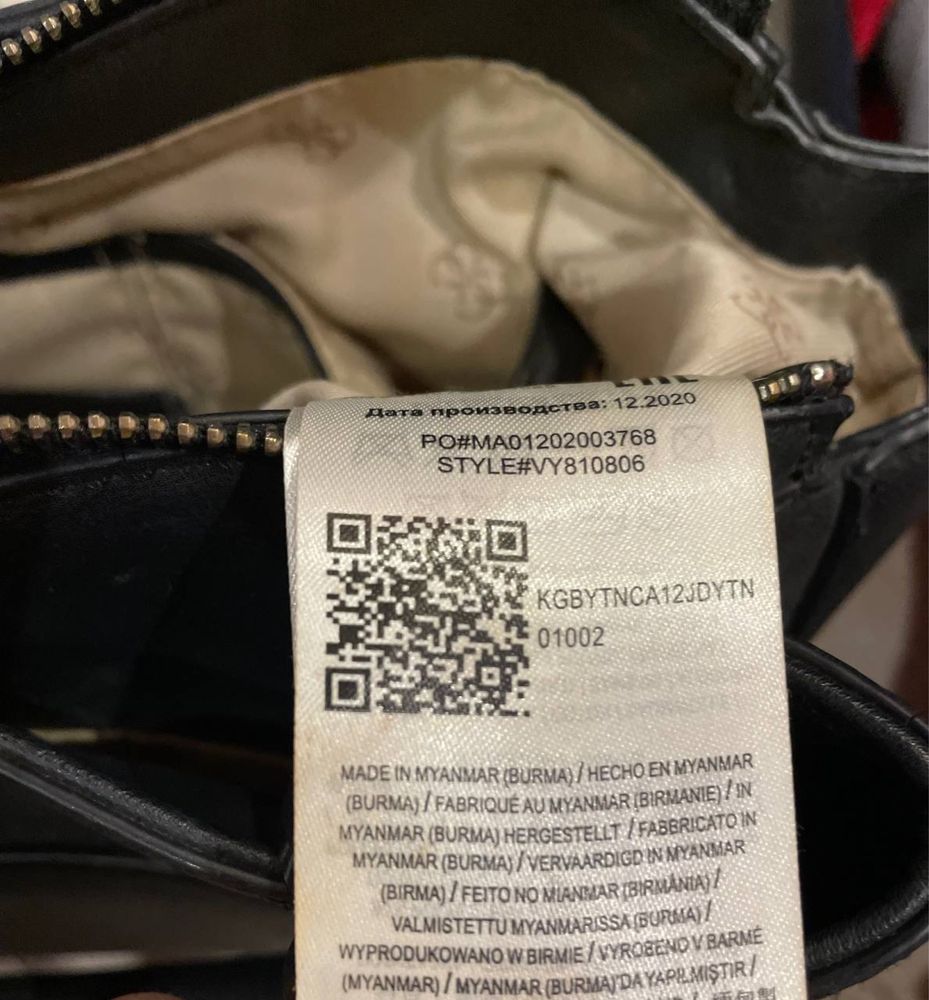 Дата производства: 12.2020
PO#MA01202003768
STYLE#VY810806
KGBYTNCA12JDYTN
01002
MADE IN MYANMAR (BURMA) / HECHO EN MYANMAR
(BURMA) / FABRIQUÉ AU MYANMAR (BIRMANIE) / IN
MYANMAR (BURMA) HERGESTELLT / FABBRICATO IN
MYANMAR (BURMA) / VERVAARDIGD IN MYANMAR
(BIRMA) / FEITO NO MIANMAR (BIRMÂNIA) /
VALMISTETTU MYANMARISSA (BURMA) /
WYPRODUKOWANO W BIRMIE / VYROBENO V BARMĚ
(MYANMAR) / MYANMAR (BURMA)'DA YAPILMIŞTIR /